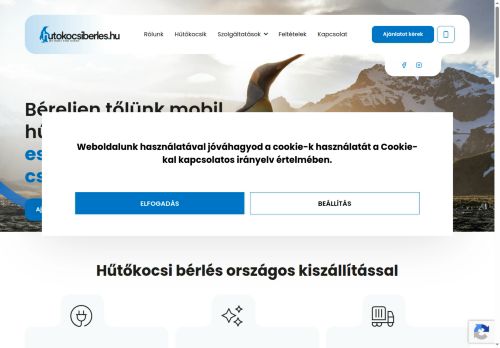 hutokocsiberles.hu
Rólunk Hűtőkocsik Szolgáltatások Feltételek Kapcsolat
Ajánlatot kérek
Béreljen tőlünk mobil
Weboldalunk használatával jóváhagyod a cookie-k használatát a Cookie-
kal kapcsolatos irányelv értelmében.
ELFOGADÁS
BEÁLLÍTÁS
Hűtőkocsi bérlés országos kiszállítással